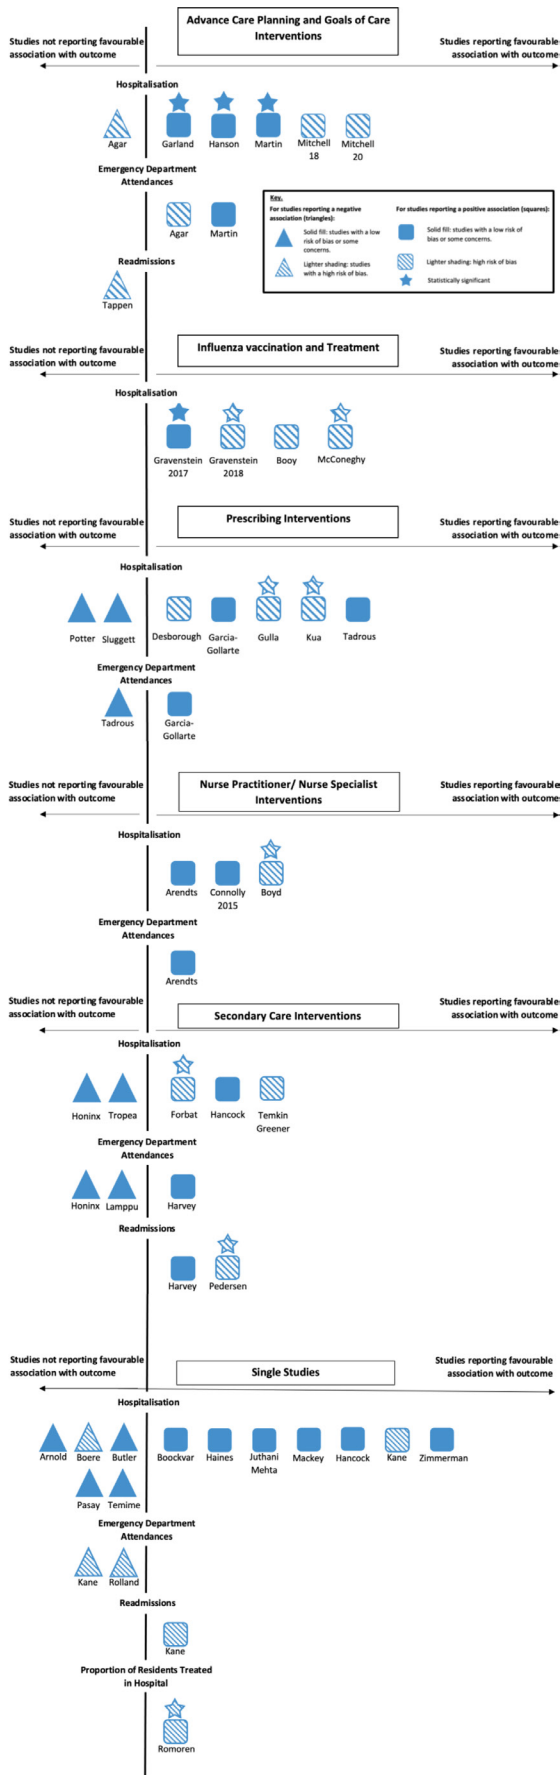 Advance Care Planning and Goals of Care
Interventions
Studies not reporting favourable
association with outcome
Studies reporting favourable
association with outcome
Hospitalisation
Agar
Garland
Hanson
Martin
Mitchell
18
Mitchell
20
Emergency Department
Attendances
Agar
Martin
Key.
For studies reporting a negative
association (triangles):
For studies reporting a positive association (squares):
Solid fill: studies with a low
risk of bias or some
concerns.
Solid fill: studies with a low risk of
bias or some concerns.
Lighter shading: studies
with a high risk of bias.
Lighter shading: high risk of bias
Statistically significant
Readmissions
Tappen
Influenza vaccination and Treatment
Studies not reporting favourable
association with outcome
Studies reporting favourable
association with outcome
Hospitalisation
Gravenstein
2017
Gravenstein
2018
Booy
McConeghy
Prescribing Interventions
Studies not reporting favourable
association with outcome
Studies reporting favourable
association with outcome
Hospitalisation
Potter
Sluggett
Desborough
Garcia-
Gollarte
Gulla
Kua
Tadrous
Emergency Department
Attendances
Tadrous
Garcia-
Gollarte
Nurse Practitioner/ Nurse Specialist
Interventions
Studies not reporting favourable
association with outcome
Studies reporting favourable
association with outcome
Hospitalisation
Arendts
Connolly
2015
Boyd
Emergency Department
Attendances
Arendts
Studies not reporting favourable
association with outcome
Secondary Care Interventions
Studies reporting favourable
association with outcome
Hospitalisation
Honinx
Tropea
Forbat
Hancock
Temkin
Greener
Emergency Department
Attendances
Honinx
Lamppu
Harvey
Readmissions
Harvey
Pedersen
Studies not reporting favourable
association with outcome
Single Studies
Studies reporting favourable
association with outcome
Hospitalisation
Arnold
Boere
Butler
Boockvar
Haines
Juthani
Mehta
Mackey
Hancock
Kane
Zimmerman
Pasay
Temime
Emergency Department
Attendances
Kane
Rolland
Readmissions
Kane
Proportion of Residents Treated
in Hospital
Romoren